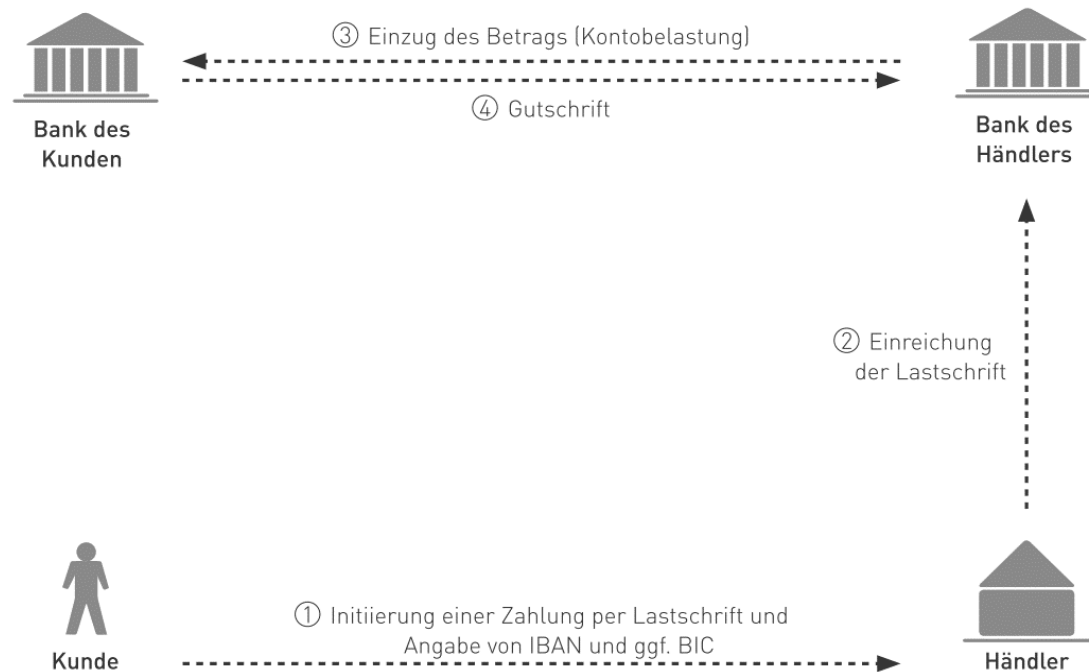 ③ Einzug des Betrags (Kontobelastung)
④ Gutschrift
Bank des
Kunden
Bank des
Händlers
② Einreichung
der Lastschrift
① Initiierung einer Zahlung per Lastschrift und
Angabe von IBAN und ggf. BIC
Kunde
Händler